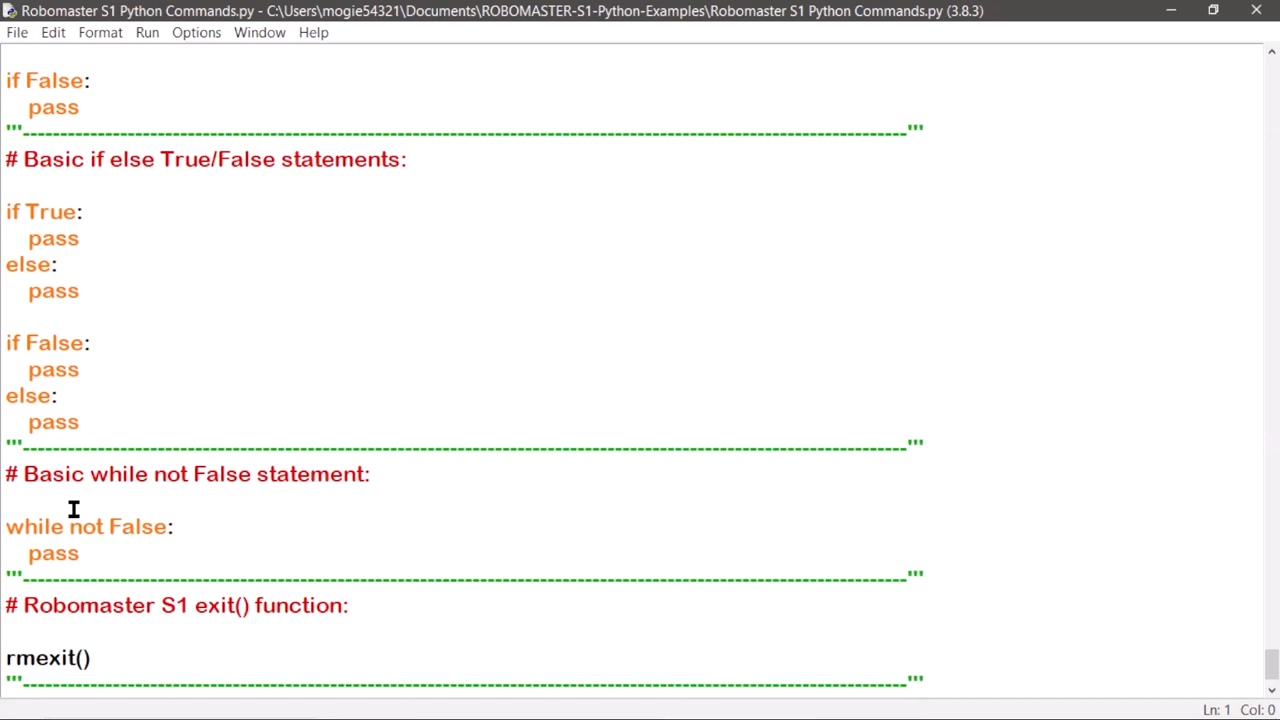 Robomaster S1 Python Commands.py - C:\Users\mogie54321\Documents\ROBOMASTER-S1-Python-Examples\Robomaster S1 Python Commands.py (3.8.3)
File Edit Format Run Options Window Help
if False:
    pass
'''----------------------------------------------------------------------------------------------------------------------'''
# Basic if else True/False statements:
if True:
    pass
else:
    pass
if False:
    pass
else:
    pass
'''----------------------------------------------------------------------------------------------------------------------'''
# Basic while not False statement:
while not False:
    pass
'''----------------------------------------------------------------------------------------------------------------------'''
# Robomaster S1 exit() function:
rmexit()
'''----------------------------------------------------------------------------------------------------------------------'''
Ln: 1 Col: 0